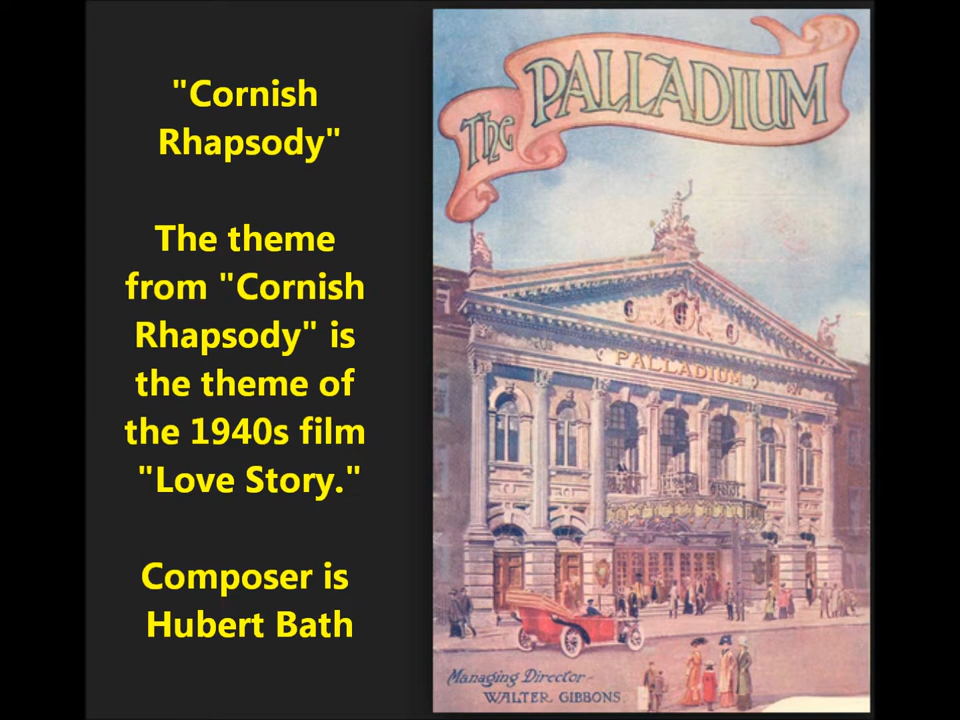 "Cornish
Rhapsody"
The theme
from "Cornish
Rhapsody" is
the theme of
the 1940s film
"Love Story."
Composer is
Hubert Bath
The PALLADIUM
PALLADIUM
Managing Director-
WALTER GIBBONS